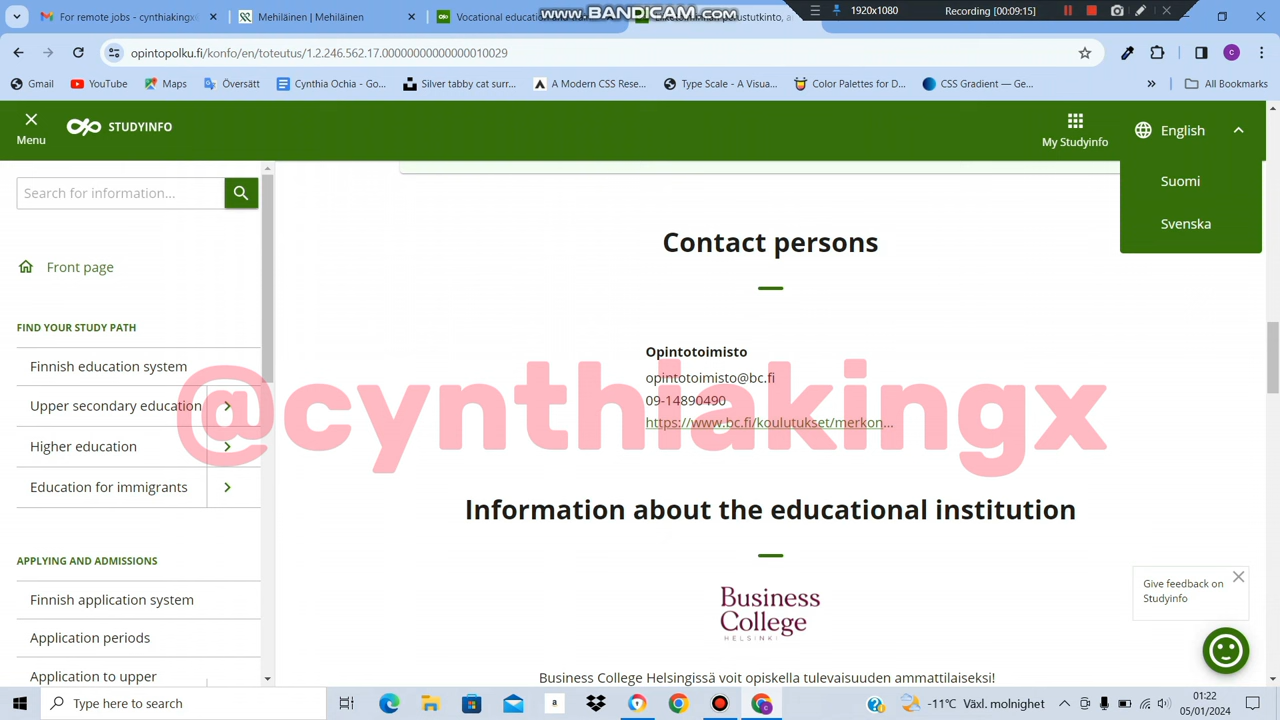 Mehiläinen | Mehiläinen
Vocational educati
WWW.BANDICAM.COM
1920x1080
Recording [00:09:15]
opintopolku.fi/konfo/en/toteutus/1.2.246.562.17.00000000000000010029
Gmail
YouTube
Maps
Översätt
Cynthia Ochia - Go...
Silver tabby cat surr...
A Modern CSS Rese...
Type Scale - A Visua...
Color Palettes for D...
CSS Gradient — Ge...
All Bookmarks
Menu
STUDYINFO
My Studyinfo
English
Suomi
Svenska
Search for information...
Front page
FIND YOUR STUDY PATH
Finnish education system
Upper secondary education
Higher education
Education for immigrants
APPLYING AND ADMISSIONS
Finnish application system
Application periods
Application to upper
Contact persons
Opintotoimisto
opintotoimisto@bc.fi
09-14890490
https://www.bc.fi/koulutukset/merkon...
@cynthiakingx
Information about the educational institution
Business
College
HELSINKI
Business College Helsingissä voit opiskella tulevaisuuden ammattilaiseksi!
Give feedback on
Studyinfo
Type here to search
-11°C Växl. molnighet
01:22
05/01/2024